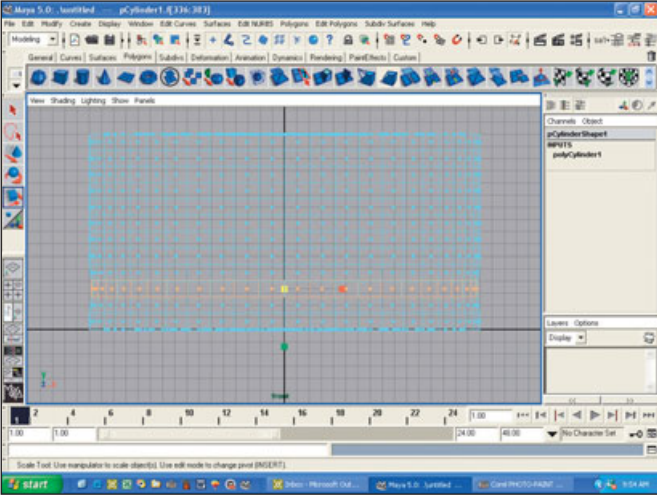 Maya 5.0: .\untitled --- pCylinder1.f[336:383]
File Edit Modify Create Display Window Edit Curves Surfaces Edit NURBS Polygons Edit Polygons Subdiv Surfaces Help
Modeling
General Curves Surfaces Polygons Subdivs Deformation Animation Dynamics Rendering PaintEffects Custom
View Shading Lighting Show Panels
Channels Object
pCylinderShape1
INPUTS
polyCylinder1
front
Layers Options
Display
2 4 6 8 10 12 14 16 18 20 22 24 1.00
1.00 1.00 24.00 48.00 No Character Set
Scale Tool: Use manipulator to scale object(s). Use edit mode to change pivot (INSERT).
start Inbox - Microsoft Out... Maya 5.0: .\untitled ... Corel PHOTO-PAINT ... 9:54 AM